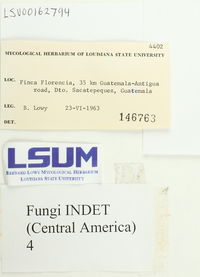 LSU00162794
4402
MYCOLOGICAL HERBARIUM OF LOUISIANA STATE UNIVERSITY
LOC. Finca Florencia, 35 km Guatemala-Antigua
road, Dto. Sacatepeques, Guatemala
LEG. B. Lowy 23-VI-1963
DET. 146763
LSUM
BERNARD LOWY MYCOLOGICAL HERBARIUM
LOUISIANA STATE UNIVERSITY
Fungi INDET
(Central America)
4